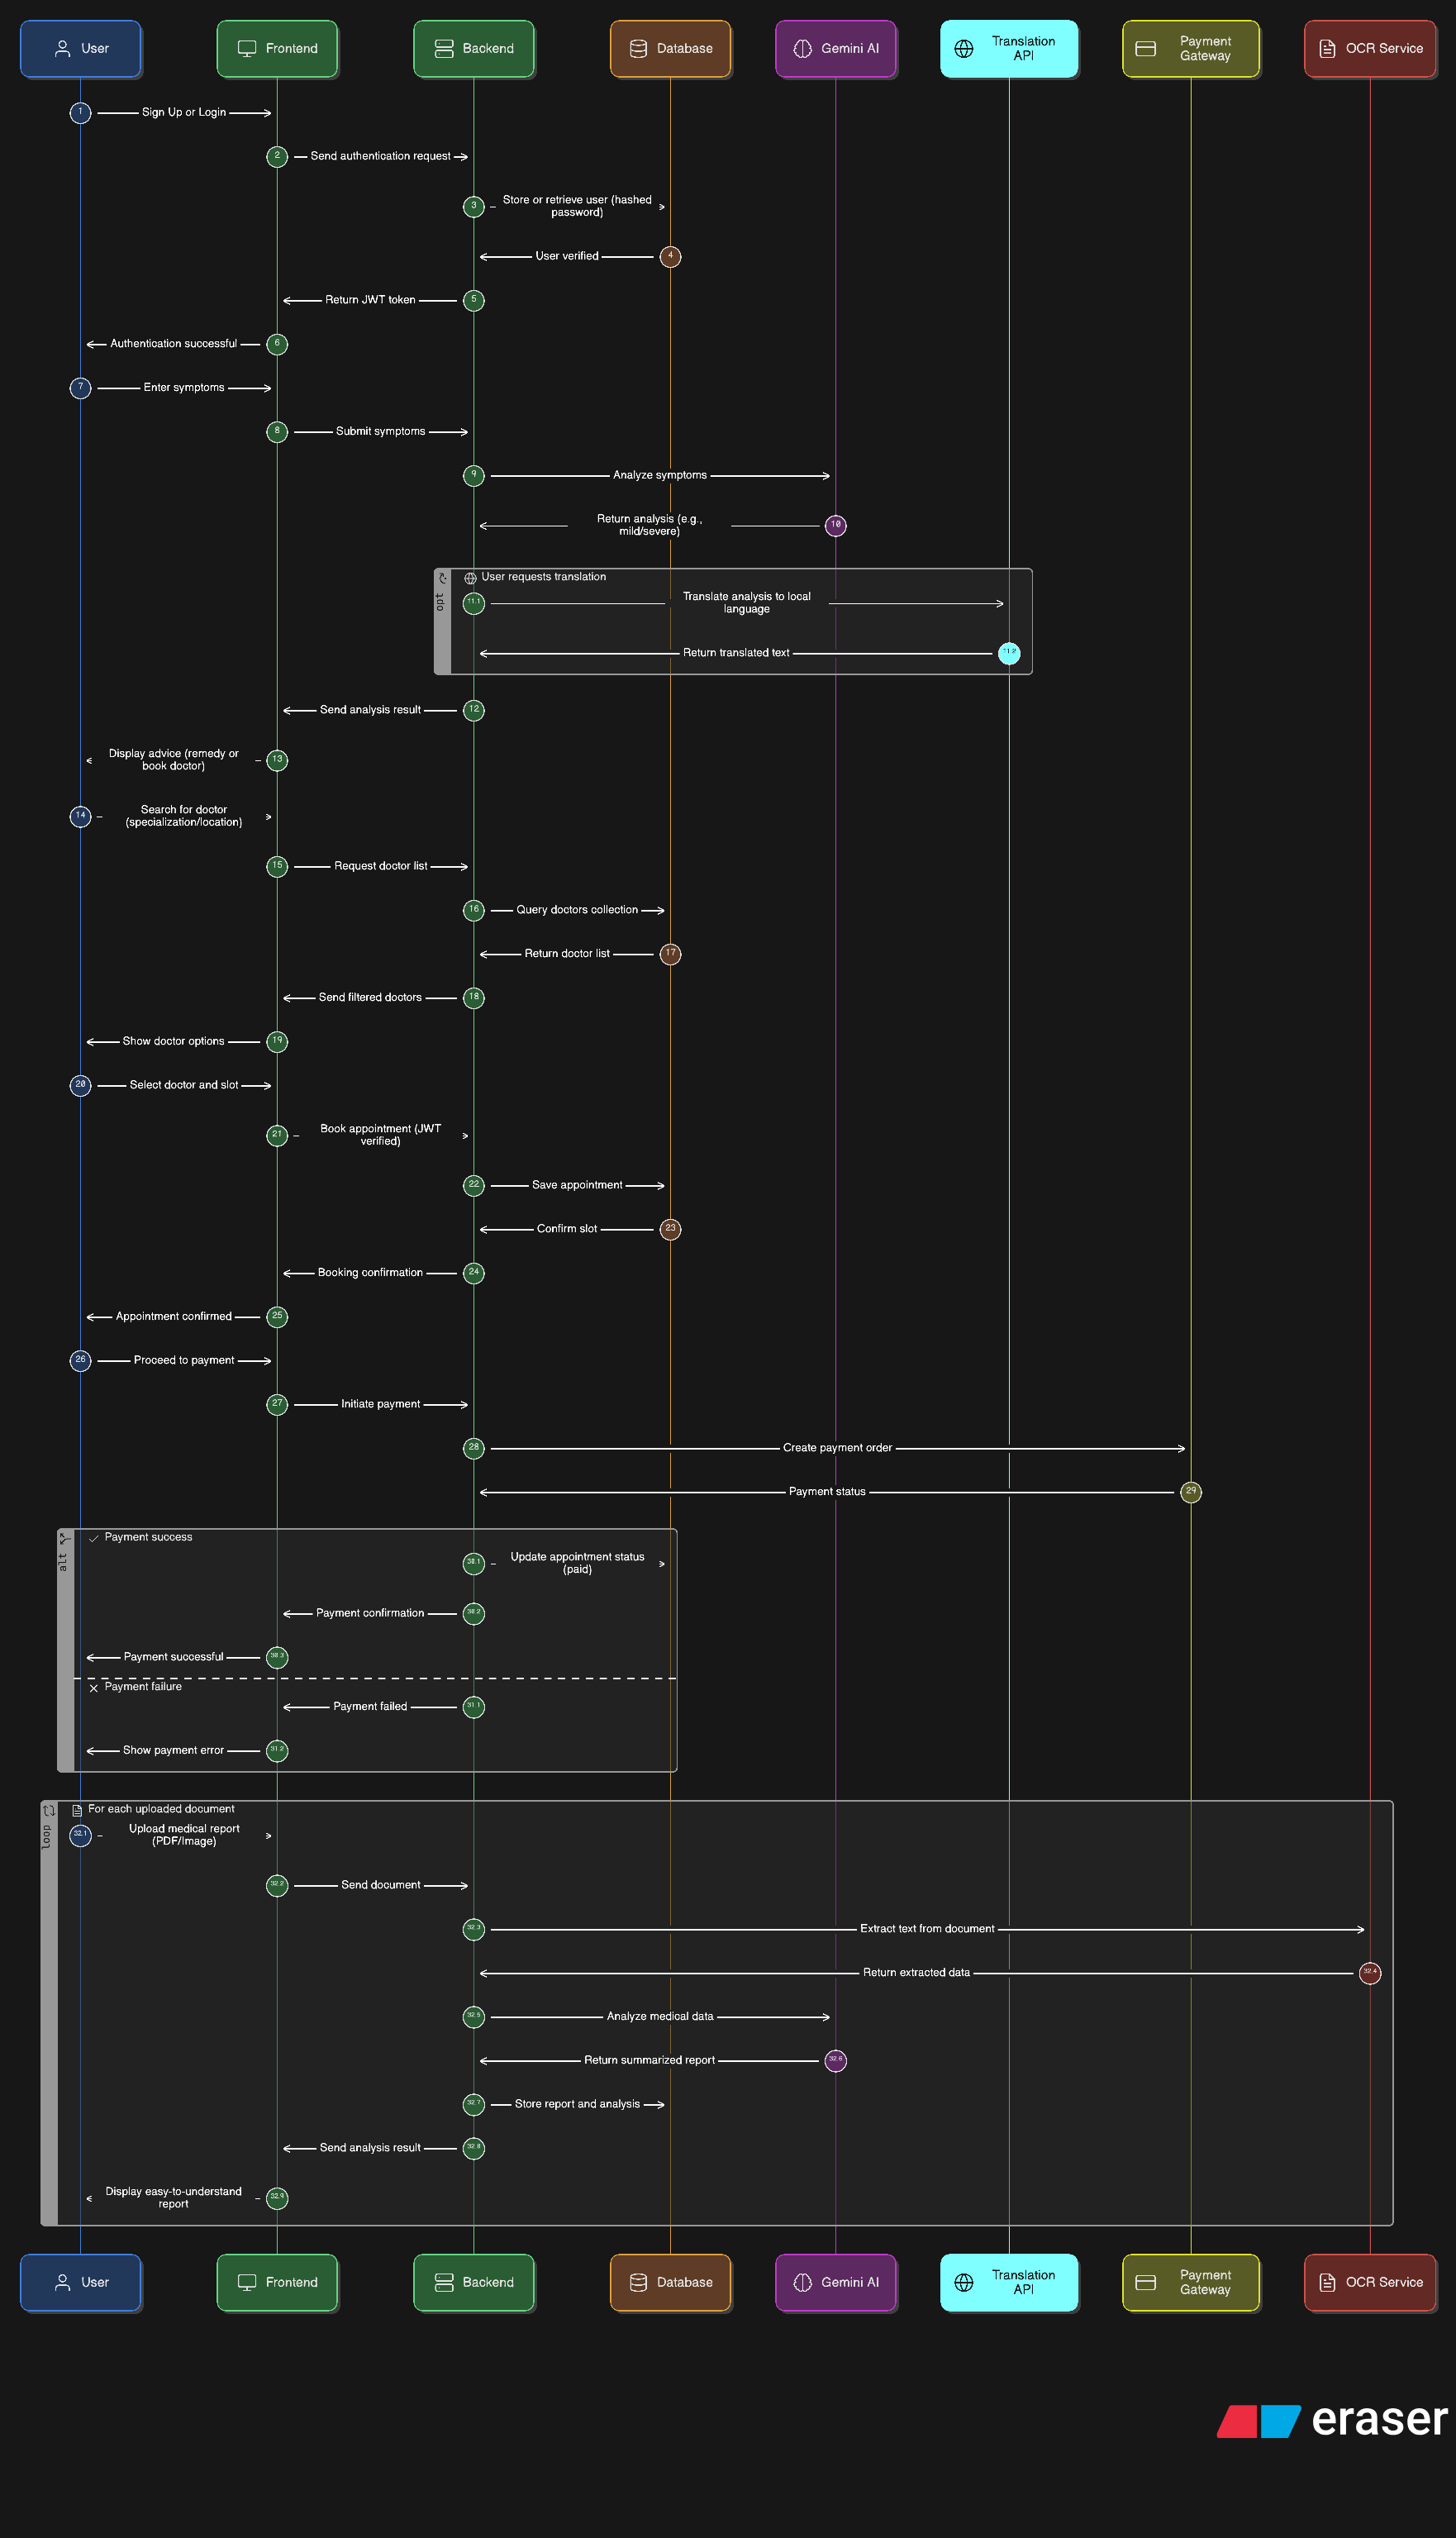 User
Frontend
Backend
Database
Gemini AI
Translation
API
Payment
Gateway
OCR Service
1
Sign Up or Login
2
Send authentication request
3
Store or retrieve user (hashed
password)
User verified
4
Return JWT token
5
Authentication successful
6
7
Enter symptoms
8
Submit symptoms
9
Analyze symptoms
Return analysis (e.g.,
mild/severe)
10
opt
User requests translation
11.1
Translate analysis to local
language
Return translated text
11.2
Send analysis result
12
Display advice (remedy or
book doctor)
13
14
Search for doctor
(specialization/location)
15
Request doctor list
16
Query doctors collection
Return doctor list
17
Send filtered doctors
18
Show doctor options
19
20
Select doctor and slot
21
Book appointment (JWT
verified)
22
Save appointment
Confirm slot
23
Booking confirmation
24
Appointment confirmed
25
26
Proceed to payment
27
Initiate payment
28
Create payment order
Payment status
29
alt
Payment success
30.1
Update appointment status
(paid)
Payment confirmation
30.2
Payment successful
30.3
Payment failure
Payment failed
31.1
Show payment error
31.2
loop
For each uploaded document
32.1
Upload medical report
(PDF/Image)
32.2
Send document
32.3
Extract text from document
Return extracted data
32.4
32.5
Analyze medical data
Return summarized report
32.6
32.7
Store report and analysis
Send analysis result
32.8
Display easy-to-understand
report
32.9
User
Frontend
Backend
Database
Gemini AI
Translation
API
Payment
Gateway
OCR Service
eraser